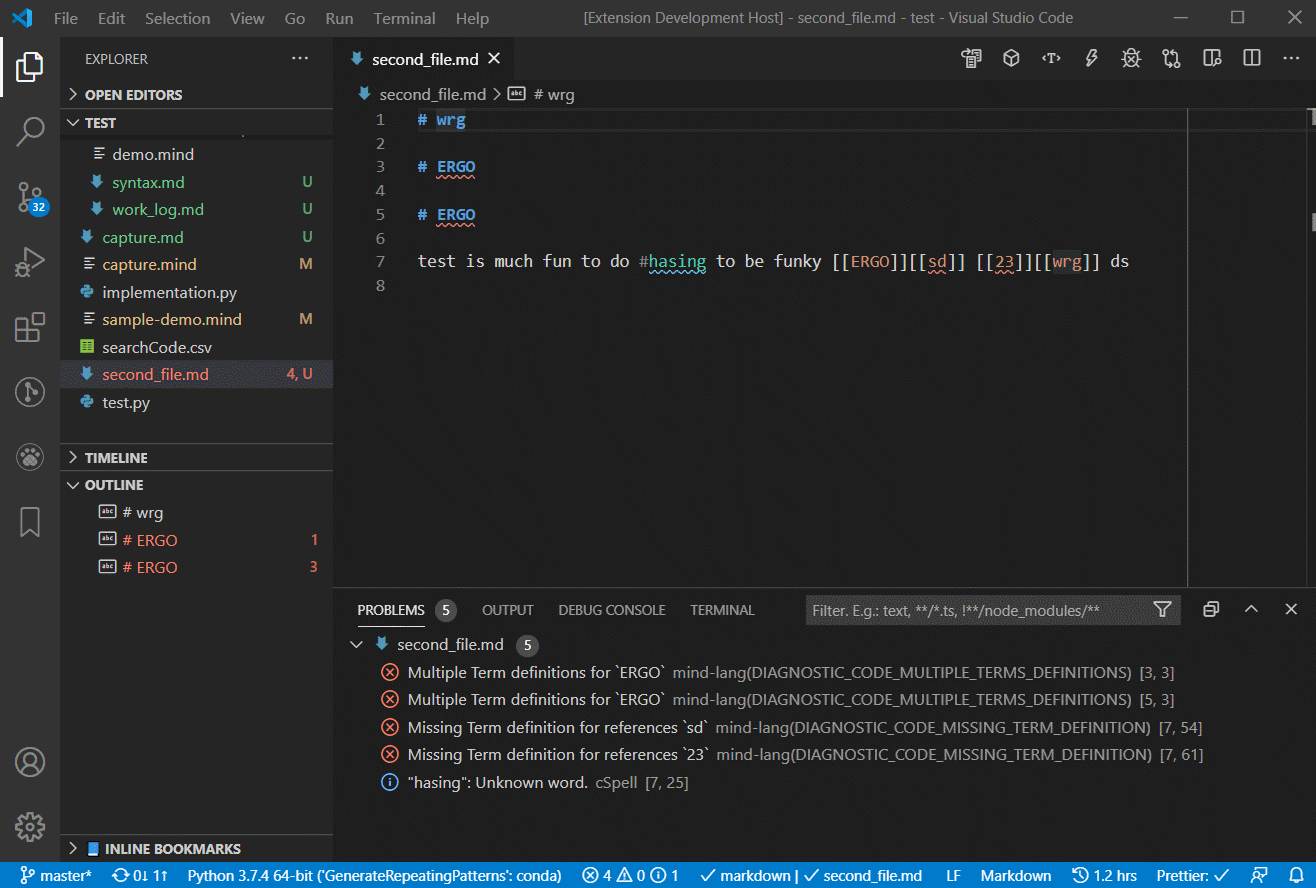 File Edit Selection View Go Run Terminal Help [Extension Development Host] - second_file.md - test - Visual Studio Code
EXPLORER
OPEN EDITORS
TEST
demo.mind
syntax.md U
work_log.md U
capture.md U
capture.mind M
implementation.py
sample-demo.mind M
searchCode.csv
second_file.md 4, U
test.py
TIMELINE
OUTLINE
abc # wrg
abc # ERGO 1
abc # ERGO 3
INLINE BOOKMARKS
32
second_file.md
second_file.md > abc # wrg
1 # wrg
2
3 # ERGO
4
5 # ERGO
6
7 test is much fun to do #hasing to be funky [[ERGO]][[sd]] [[23]][[wrg]] ds
8
PROBLEMS 5 OUTPUT DEBUG CONSOLE TERMINAL Filter. E.g.: text, **/*.ts, !**/node_modules/**
second_file.md 5
Multiple Term definitions for `ERGO` mind-lang(DIAGNOSTIC_CODE_MULTIPLE_TERMS_DEFINITIONS) [3, 3]
Multiple Term definitions for `ERGO` mind-lang(DIAGNOSTIC_CODE_MULTIPLE_TERMS_DEFINITIONS) [5, 3]
Missing Term definition for references `sd` mind-lang(DIAGNOSTIC_CODE_MISSING_TERM_DEFINITION) [7, 54]
Missing Term definition for references `23` mind-lang(DIAGNOSTIC_CODE_MISSING_TERM_DEFINITION) [7, 61]
"hasing": Unknown word. cSpell [7, 25]
master* 0↓ 1↑ Python 3.7.4 64-bit ('GenerateRepeatingPatterns': conda) 4 0 1 ✓ markdown | ✓ second_file.md LF Markdown 1.2 hrs Prettier: ✓